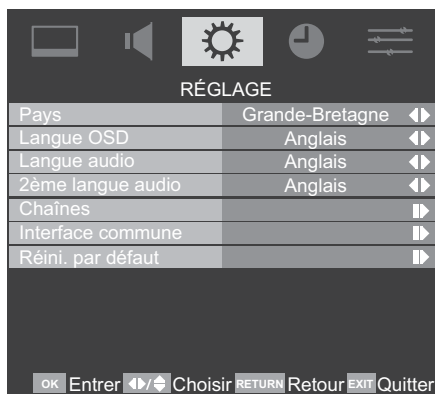 RÉGLAGE
Pays Grande-Bretagne
Langue OSD Anglais
Langue audio Anglais
2ème langue audio Anglais
Chaînes
Interface commune
Réini. par défaut
OK Entrer / Choisir RETURN Retour EXIT Quitter